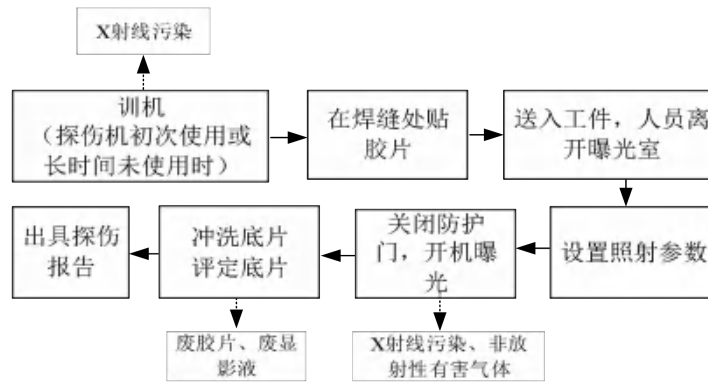 X射线污染
训机
（探伤机初次使用或
长时间未使用时）
在焊缝处贴
胶片
送入工件，人员离
开曝光室
设置照射参数
关闭防护
门，开机曝
光
冲洗底片
评定底片
出具探伤
报告
废胶片、废显
影液
X射线污染、非放
射性有害气体